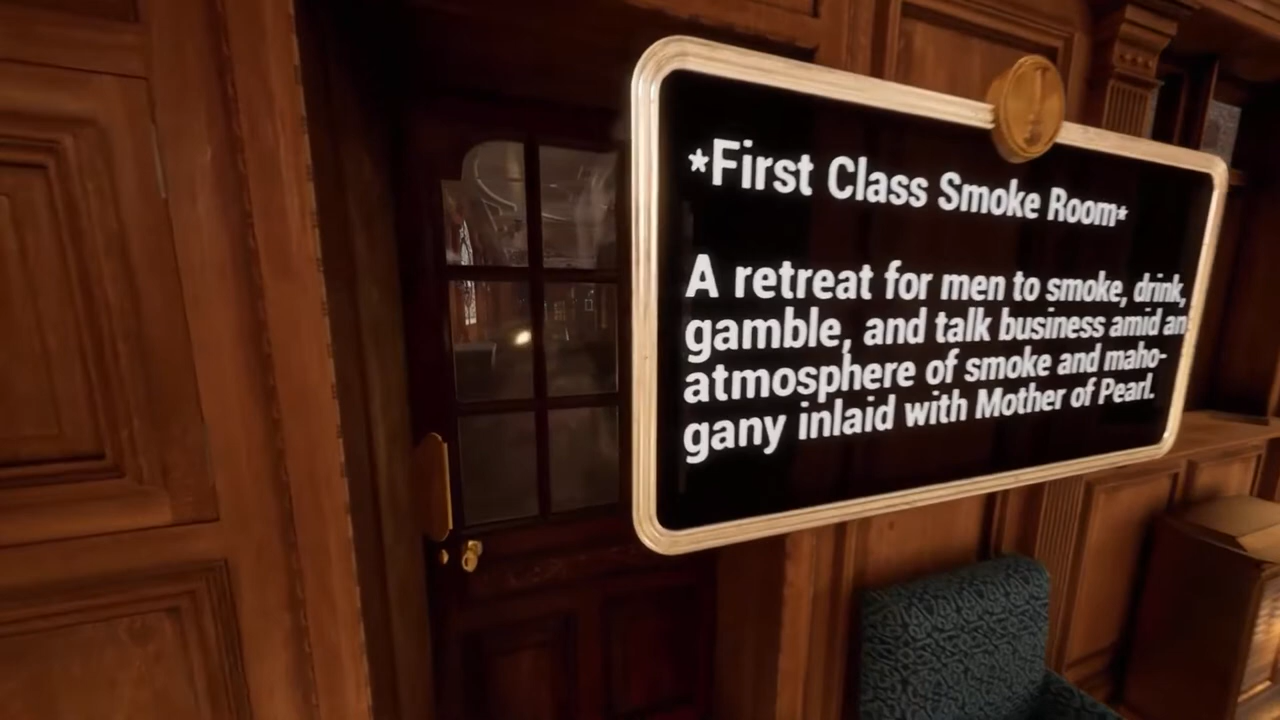 *First Class Smoke Room*
A retreat for men to smoke, drink,
gamble, and talk business amid an
atmosphere of smoke and maho-
gany inlaid with Mother of Pearl.